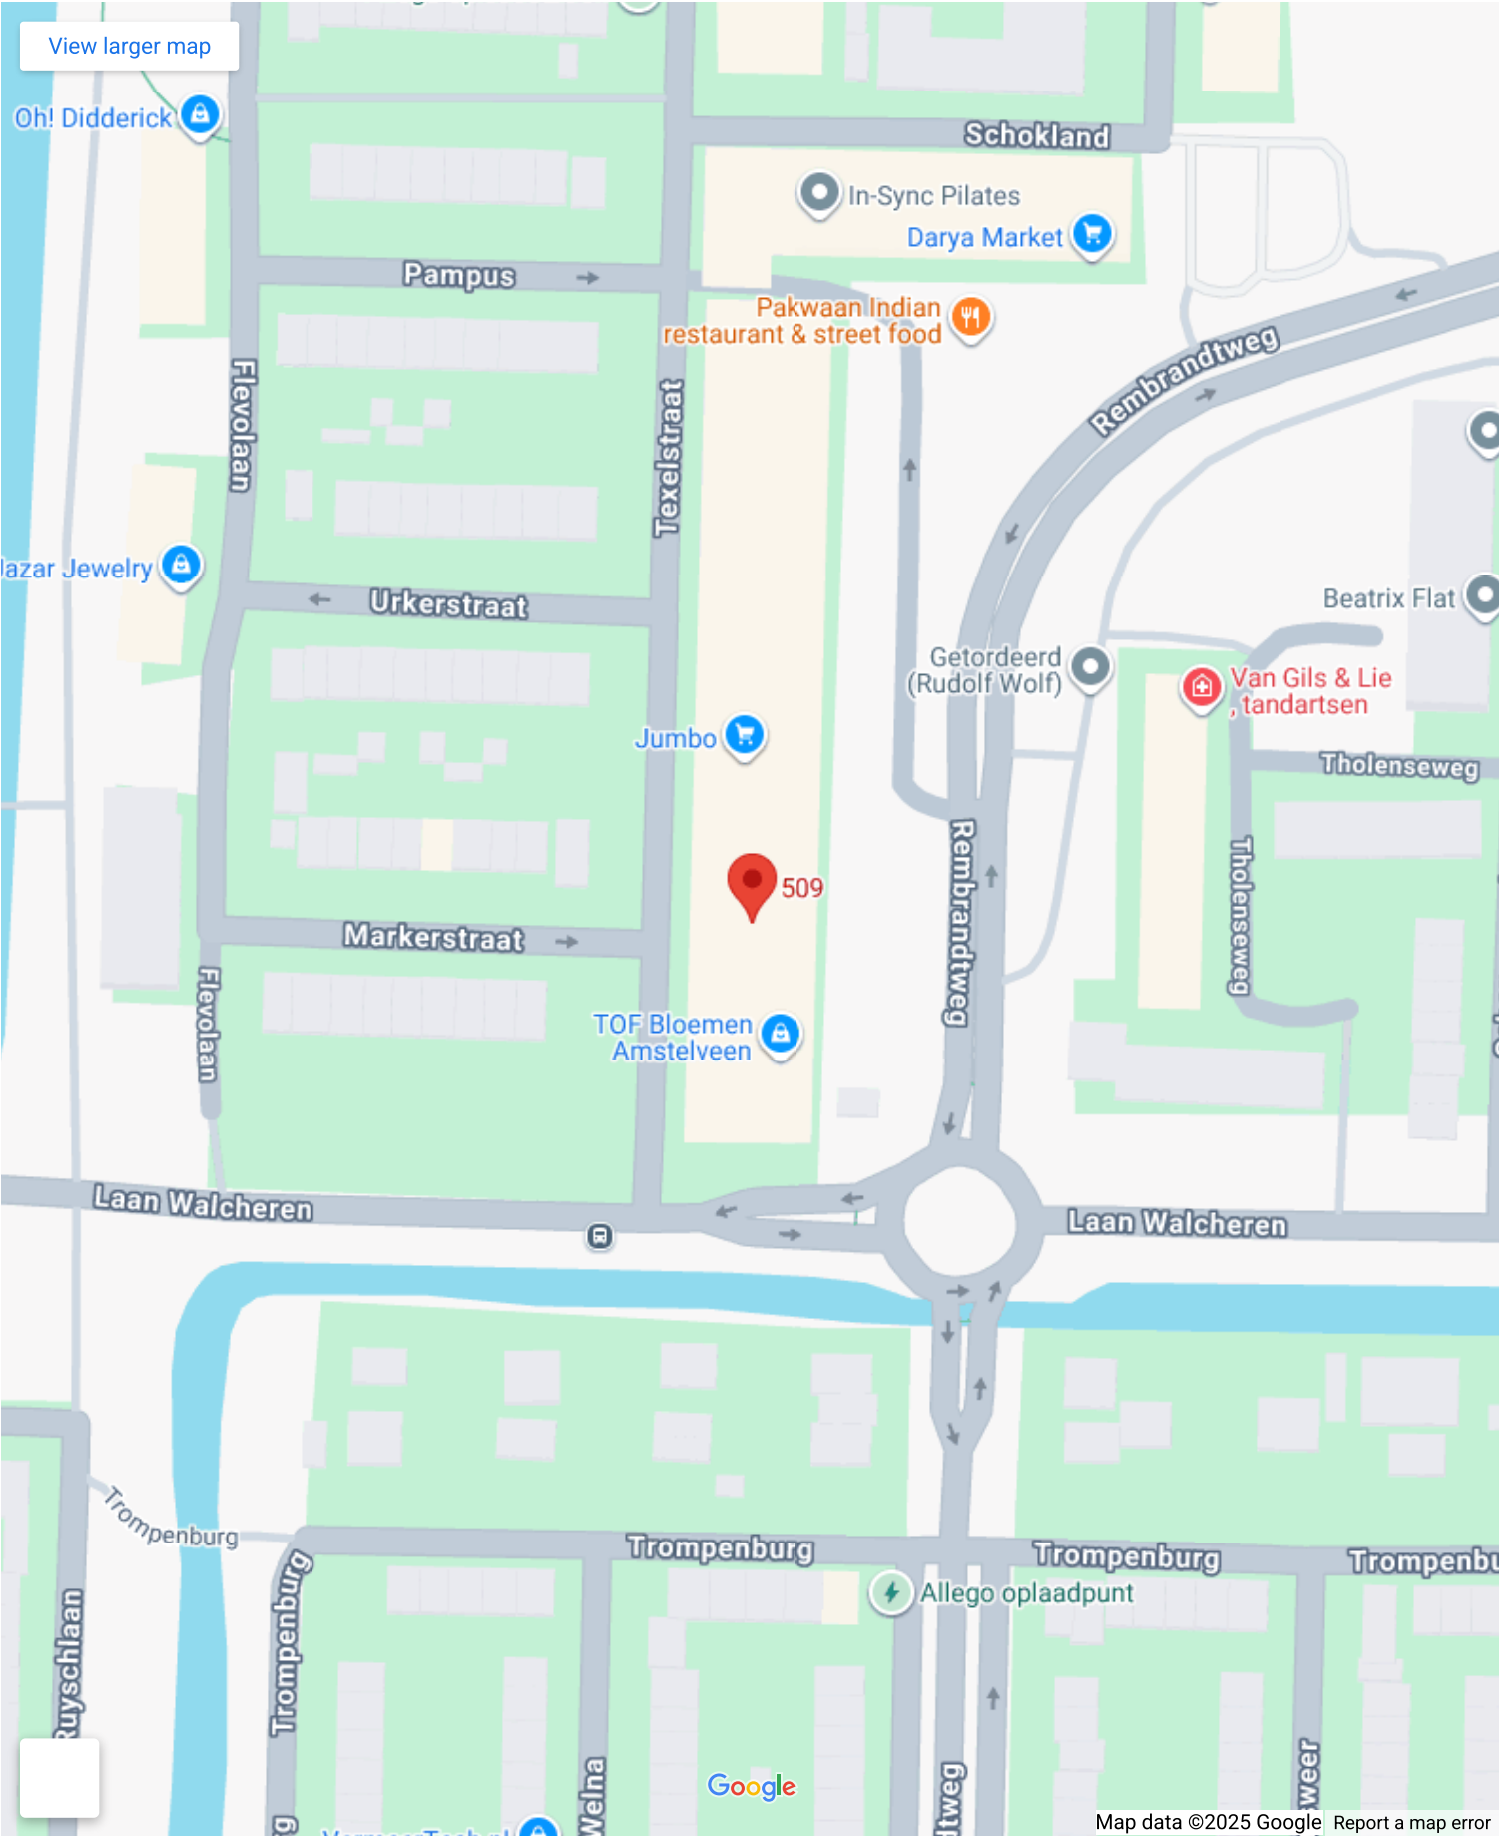 View larger map
Oh! Didderick
Schokland
In-Sync Pilates
Darya Market
Pampus
Pakwaan Indian
restaurant & street food
Rembrandtweg
Flevolaan
Texelstraat
Jazar Jewelry
Urkerstraat
Beatrix Flat
Getordeerd
(Rudolf Wolf)
Van Gils & Lie
, tandartsen
Jumbo
Tholenseweg
Rembrandtweg
Tholenseweg
509
Markerstraat
Flevolaan
TOF Bloemen
Amstelveen
Laan Walcheren
Laan Walcheren
Trompenburg
Trompenburg
Trompenburg
Trompenbu
Trompenburg
Allego oplaadpunt
Ruyschlaan
Welna
Google
Map data ©2025 Google
Report a map error